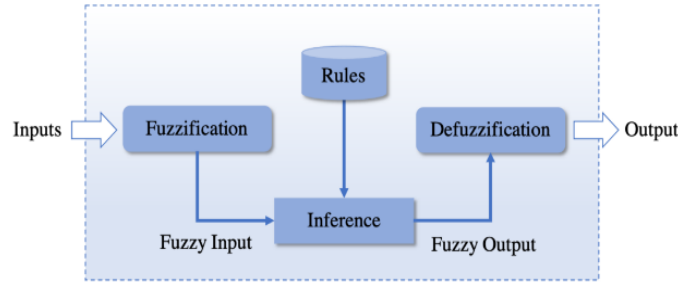 Rules
Inputs
Fuzzification
Defuzzification
Output
Inference
Fuzzy Input
Fuzzy Output